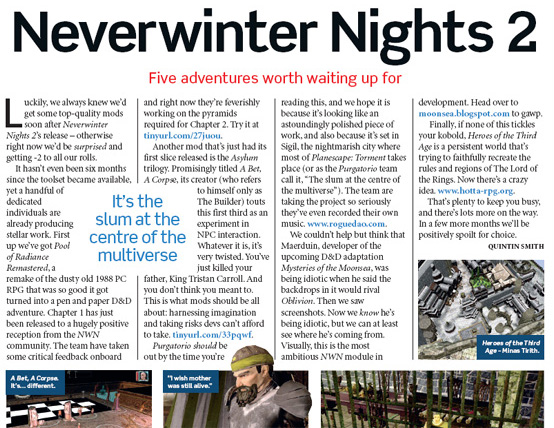 Neverwinter Nights 2
Five adventures worth waiting up for
Luckily, we always knew we'd
get some top-quality mods
soon after Neverwinter
Nights 2's release – otherwise
right now we'd be surprised and
getting -2 to all our rolls.
It hasn't even been six months
since the toolset became available,
yet a handful of
dedicated
individuals are
already producing
stellar work. First
up we've got Pool
of Radiance
Remastered, a
remake of the dusty old 1988 PC
RPG that was so good it got
turned into a pen and paper D&D
adventure. Chapter 1 has just
been released to a hugely positive
reception from the NWN
community. The team have taken
some critical feedback onboard
and right now they're feverishly
working on the pyramids
required for Chapter 2. Try it at
tinyurl.com/27juou.
Another mod that's just had its
first slice released is the Asylum
trilogy. Promisingly titled A Bet,
A Corpse, its creator (who refers
to himself only as
The Builder) touts
this first third as an
experiment in
NPC interaction.
Whatever it is, it's
very twisted. You've
just killed your
father, King Tristan Carroll. And
you don't think you meant to.
This is what mods should be all
about: harnessing imagination
and taking risks devs can't afford
to take. tinyurl.com/33pqwf.
Purgatorio should be
out by the time you're
It's the
slum at the
centre of the
multiverse
reading this, and we hope it is
because it's looking like an
astoundingly polished piece of
work, and also because it's set in
Sigil, the nightmarish city where
most of Planescape: Torment takes
place (or as the Purgatorio team
call it, "The slum at the centre of
the multiverse"). The team are
taking the project so seriously
they've even recorded their own
music. www.roguedao.com.
We couldn't help but think that
Maerduin, developer of the
upcoming D&D adaptation
Mysteries of the Moonsea, was
being idiotic when he said the
backdrops in it would rival
Oblivion. Then we saw
screenshots. Now we know he's
being idiotic, but we can at least
see where he's coming from.
Visually, this is the most
ambitious NWN module in
development. Head over to
moonsea.blogspot.com to gawp.
Finally, if none of this tickles
your kobold, Heroes of the Third
Age is a persistent world that's
trying to faithfully recreate the
rules and regions of The Lord of
the Rings. Now there's a crazy
idea. www.hotta-rpg.org.
That's plenty to keep you busy,
and there's lots more on the way.
In a few more months we'll be
positively spoilt for choice.
QUINTIN SMITH
Heroes of the Third
Age – Minas Tirith.
A Bet, A Corpse.
It's... different.
"I wish mother
was still alive."